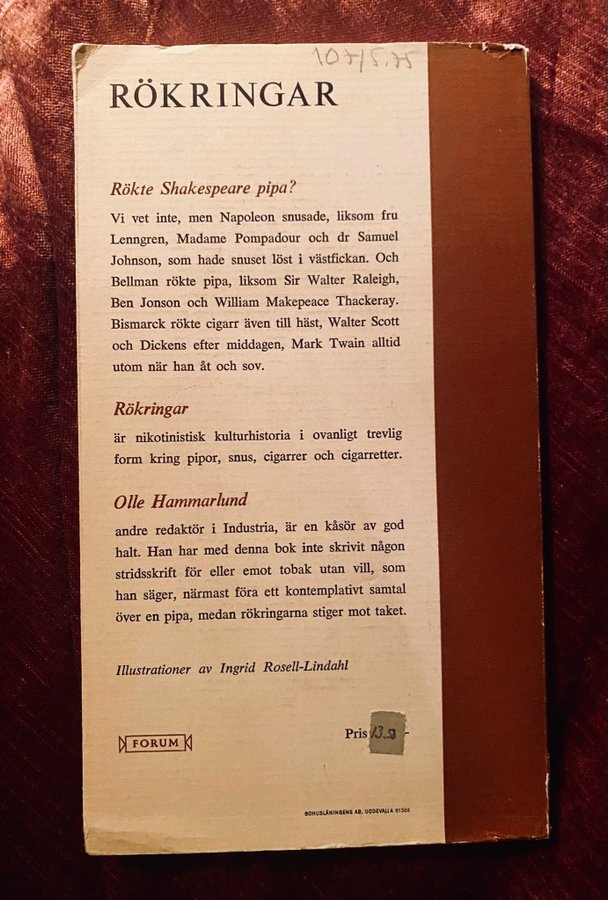 10 7/5.75
RÖKRINGAR
Rökte Shakespeare pipa?
Vi vet inte, men Napoleon snusade, liksom fru
Lenngren, Madame Pompadour och dr Samuel
Johnson, som hade snuset löst i västfickan. Och
Bellman rökte pipa, liksom Sir Walter Raleigh,
Ben Jonson och William Makepeace Thackeray.
Bismarck rökte cigarr även till häst, Walter Scott
och Dickens efter middagen, Mark Twain alltid
utom när han åt och sov.
Rökringar
är nikotinistisk kulturhistoria i ovanligt trevlig
form kring pipor, snus, cigarrer och cigarretter.
Olle Hammarlund
andre redaktör i Industria, är en kåsör av god
halt. Han har med denna bok inte skrivit någon
stridsskrift för eller emot tobak utan vill, som
han säger, närmast föra ett kontemplativt samtal
över en pipa, medan rökringarna stiger mot taket.
Illustrationer av Ingrid Rosell-Lindahl
FORUM
Pris 13.50 -
BOHUSLÄNINGENS AB, UDDEVALLA 61508